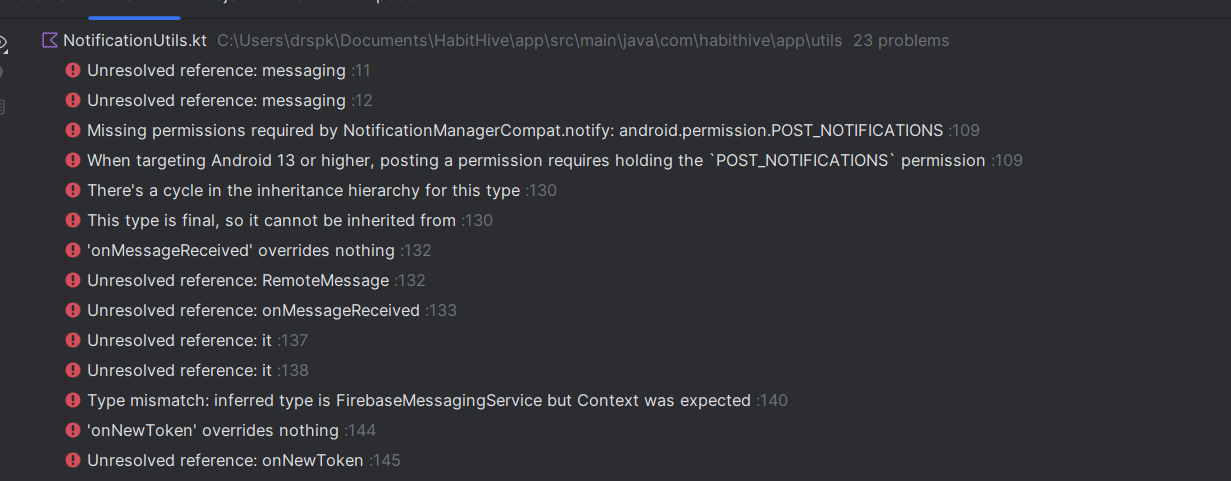 NotificationUtils.kt C:\Users\drspk\Documents\HabitHive\app\src\main\java\com\habithive\app\utils 23 problems
Unresolved reference: messaging :11
Unresolved reference: messaging :12
Missing permissions required by NotificationManagerCompat.notify: android.permission.POST_NOTIFICATIONS :109
When targeting Android 13 or higher, posting a permission requires holding the `POST_NOTIFICATIONS` permission :109
There's a cycle in the inheritance hierarchy for this type :130
This type is final, so it cannot be inherited from :130
'onMessageReceived' overrides nothing :132
Unresolved reference: RemoteMessage :132
Unresolved reference: onMessageReceived :133
Unresolved reference: it :137
Unresolved reference: it :138
Type mismatch: inferred type is FirebaseMessagingService but Context was expected :140
'onNewToken' overrides nothing :144
Unresolved reference: onNewToken :145